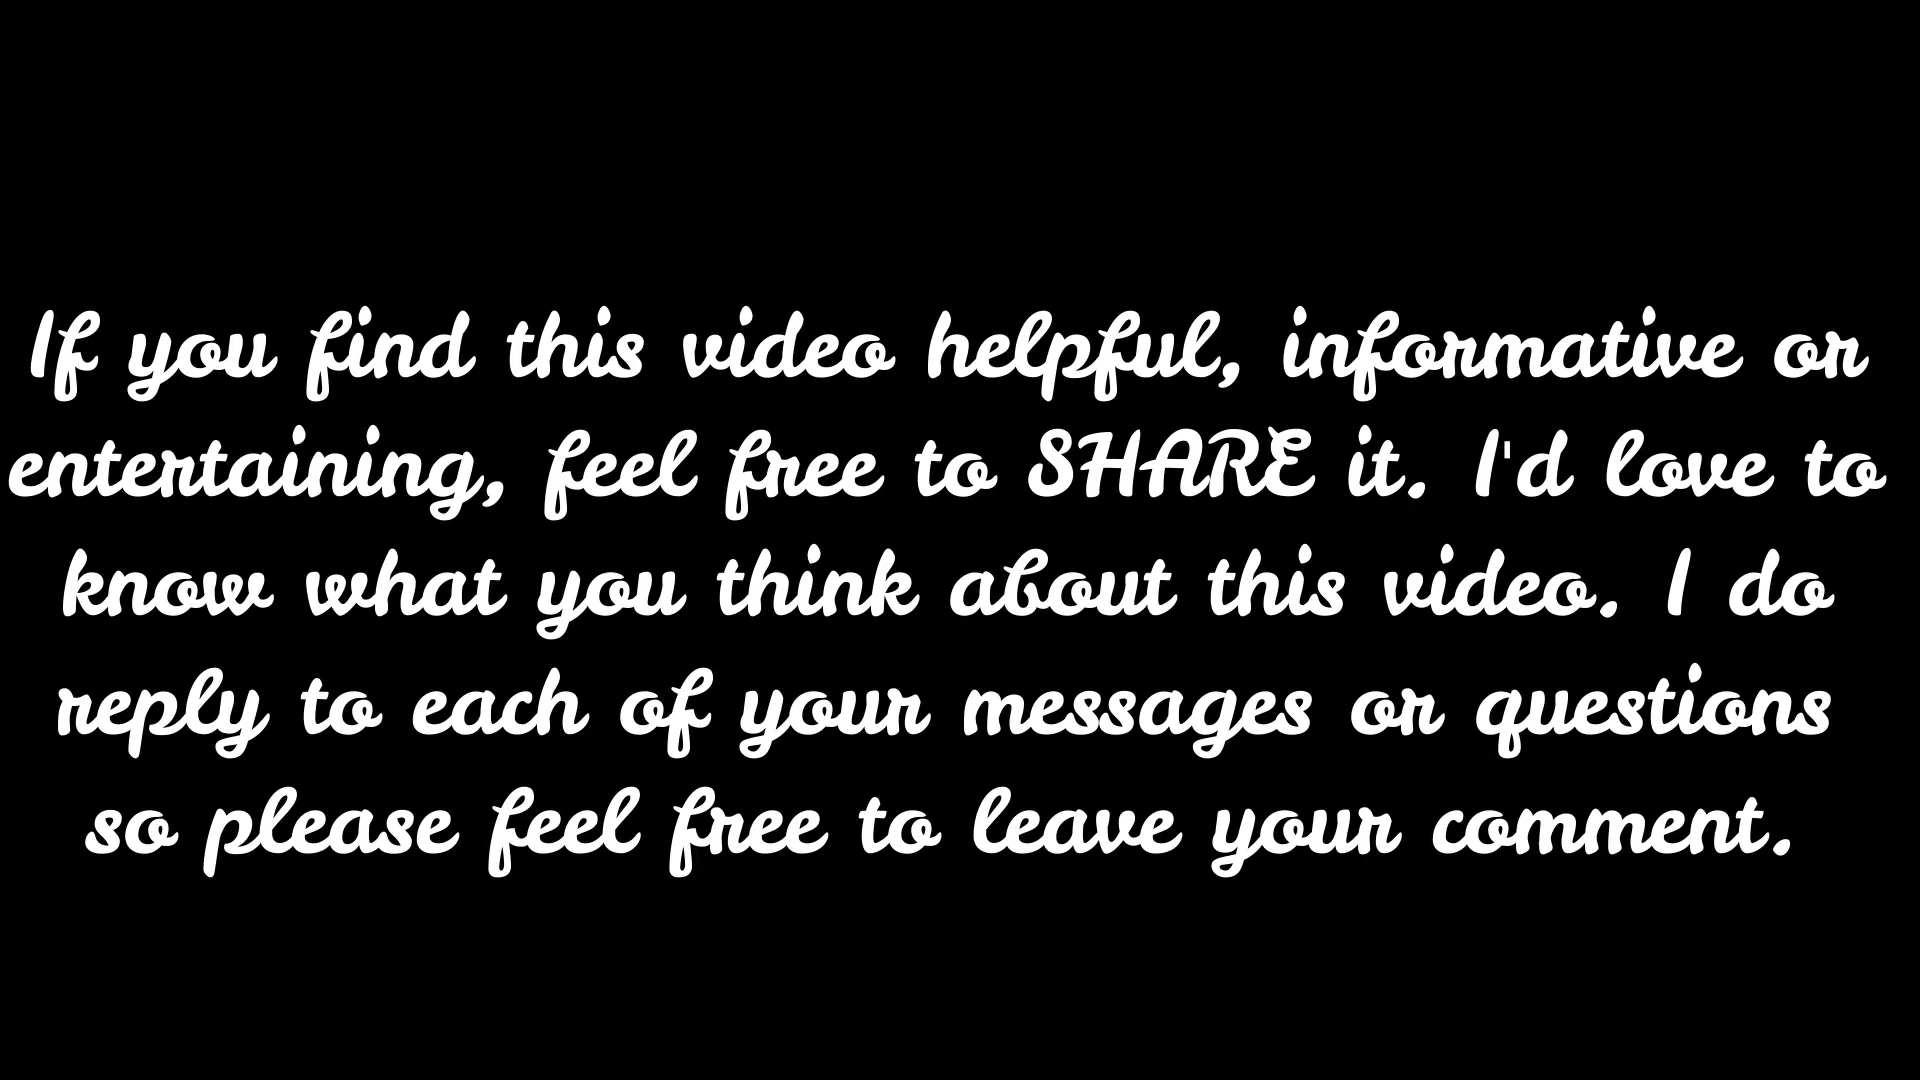 If you find this video helpful, informative or
entertaining, feel free to SHARE it. I'd love to
know what you think about this video. I do
reply to each of your messages or questions
so please feel free to leave your comment.